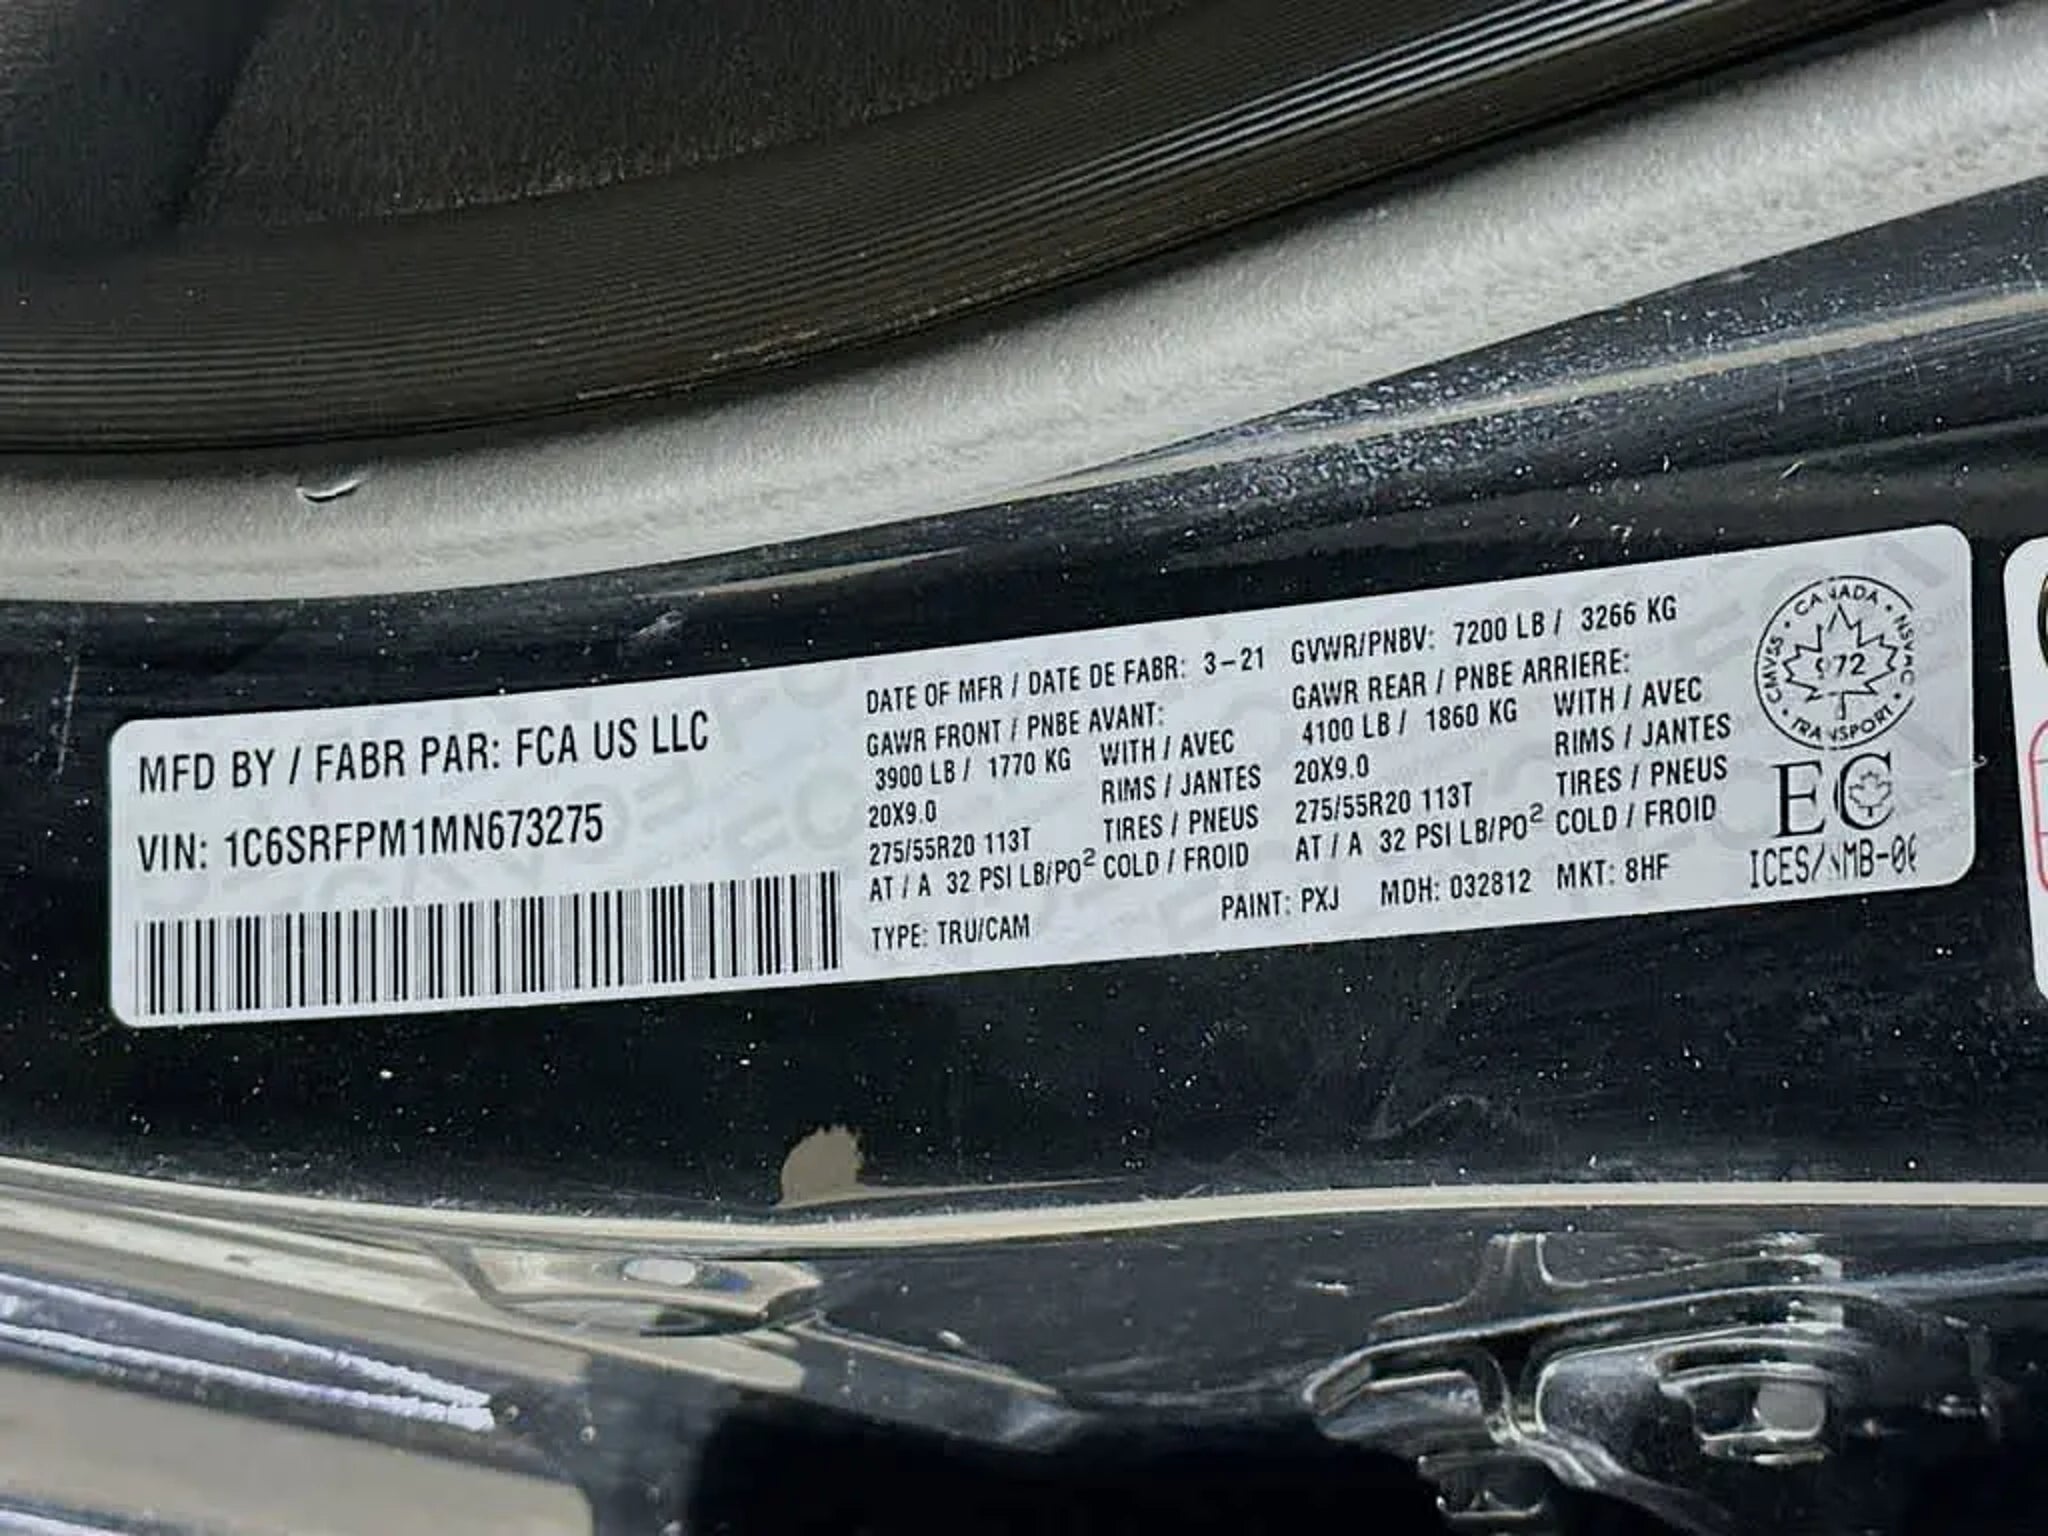 MFD BY / FABR PAR: FCA US LLC
VIN: 1C6SRFPM1MN673275
DATE OF MFR / DATE DE FABR: 3-21
GAWR FRONT / PNBE AVANT:
3900 LB / 1770 KG WITH / AVEC
20X9.0 RIMS / JANTES
275/55R20 113T TIRES / PNEUS
AT / A 32 PSI LB/PO² COLD / FROID
TYPE: TRU/CAM
GVWR/PNBV: 7200 LB / 3266 KG
GAWR REAR / PNBE ARRIERE:
4100 LB / 1860 KG WITH / AVEC
20X9.0 RIMS / JANTES
275/55R20 113T TIRES / PNEUS
AT / A 32 PSI LB/PO² COLD / FROID
PAINT: PXJ MDH: 032812 MKT: 8HF
CANADA
CMVSS
NSVAC
TRANSPORT
EC